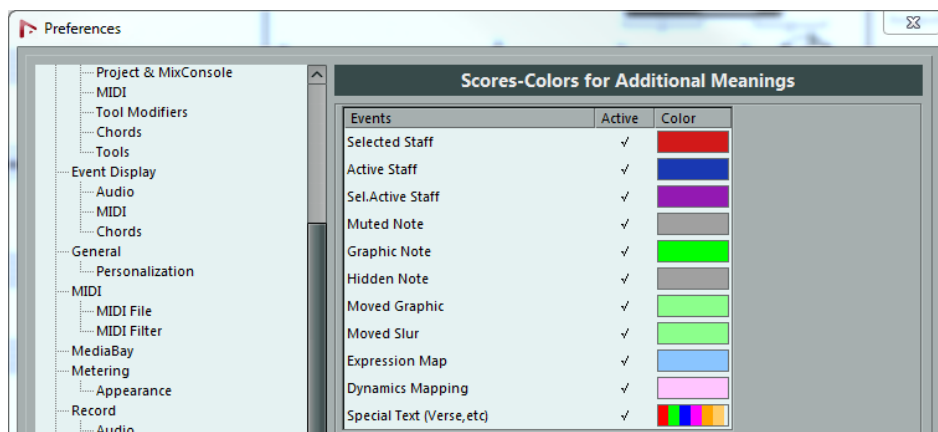 Preferences
Project & MixConsole
MIDI
Tool Modifiers
Chords
Tools
Event Display
Audio
MIDI
Chords
General
Personalization
MIDI
MIDI File
MIDI Filter
MediaBay
Metering
Appearance
Record
Audio
Scores-Colors for Additional Meanings
Events Active Color
Selected Staff
Active Staff
Sel.Active Staff
Muted Note
Graphic Note
Hidden Note
Moved Graphic
Moved Slur
Expression Map
Dynamics Mapping
Special Text (Verse,etc)